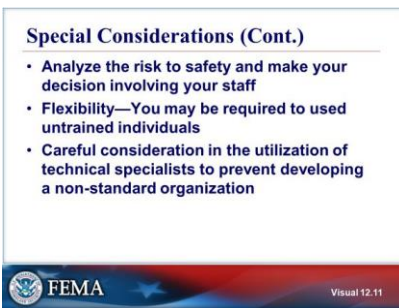 Special Considerations (Cont.)
• Analyze the risk to safety and make your
decision involving your staff
• Flexibility—You may be required to used
untrained individuals
• Careful consideration in the utilization of
technical specialists to prevent developing
a non-standard organization
FEMA
Visual 12.11